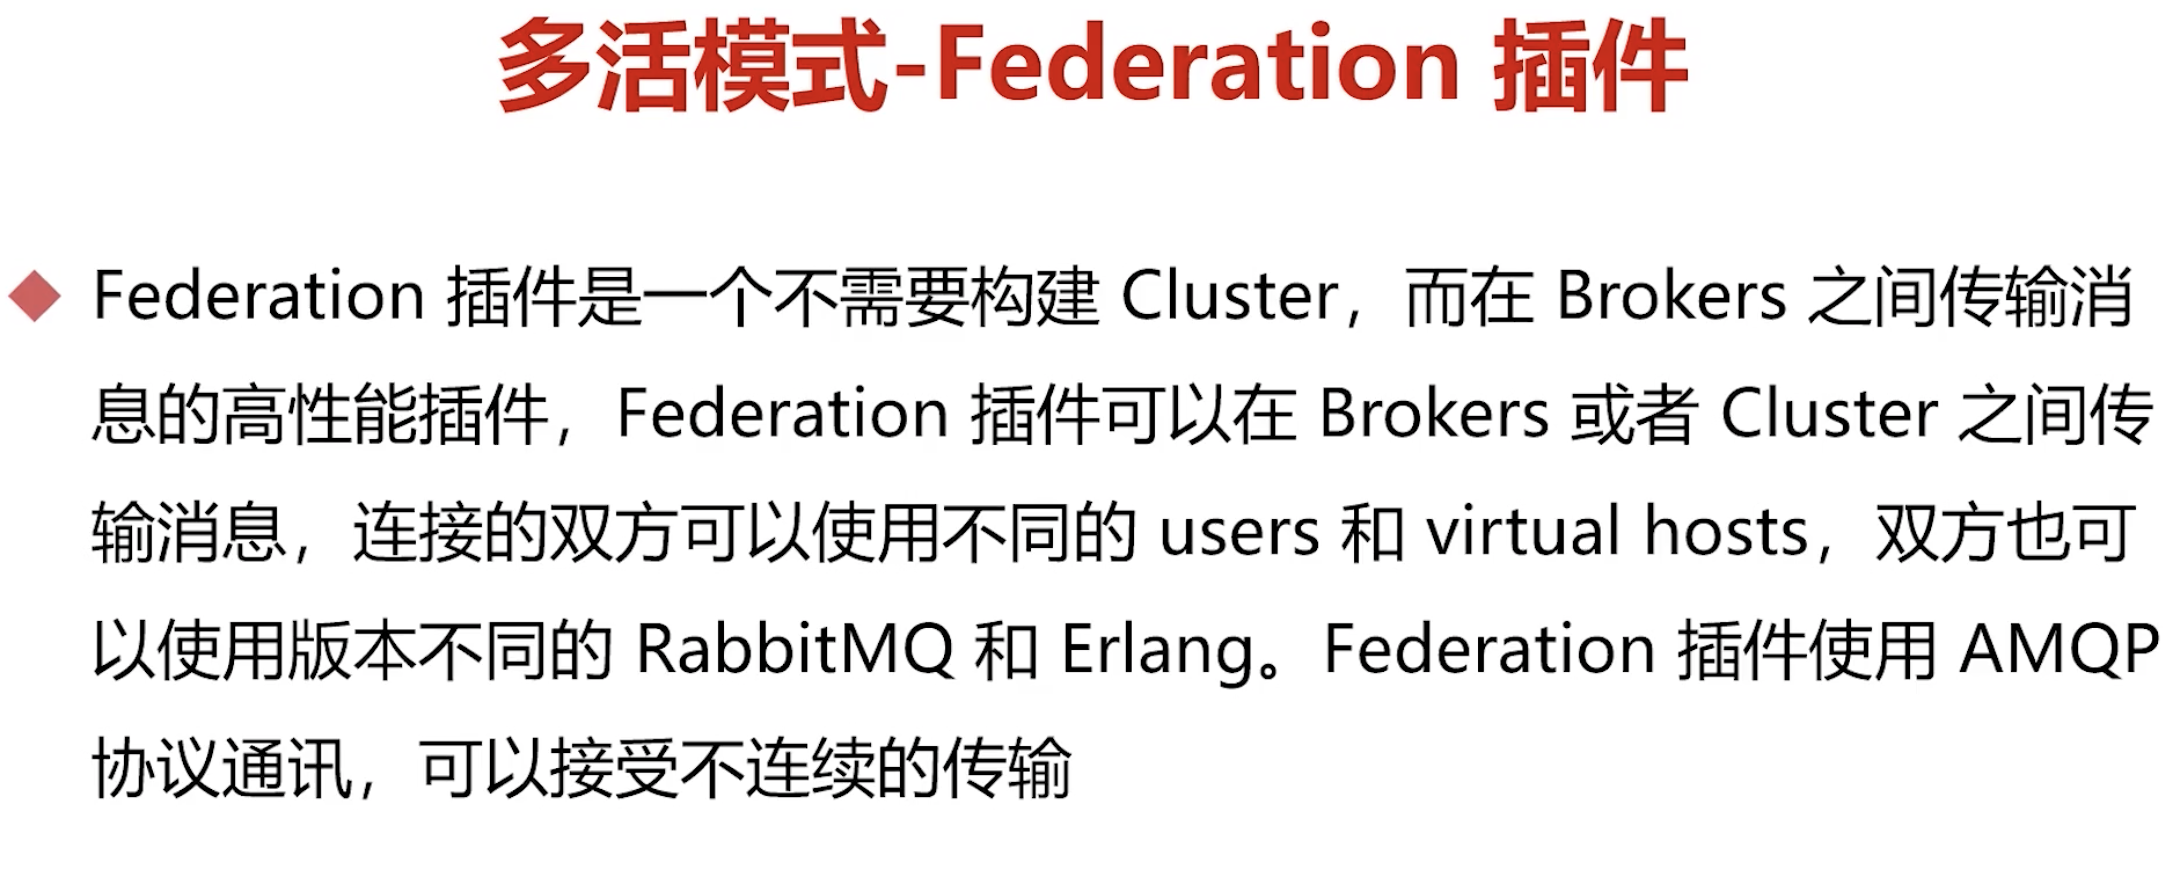 多活模式-Federation 插件
Federation 插件是一个不需要构建 Cluster，而在 Brokers 之间传输消
息的高性能插件，Federation 插件可以在 Brokers 或者 Cluster 之间传
输消息，连接的双方可以使用不同的 users 和 virtual hosts，双方也可
以使用版本不同的 RabbitMQ 和 Erlang。Federation 插件使用 AMQP
协议通讯，可以接受不连续的传输